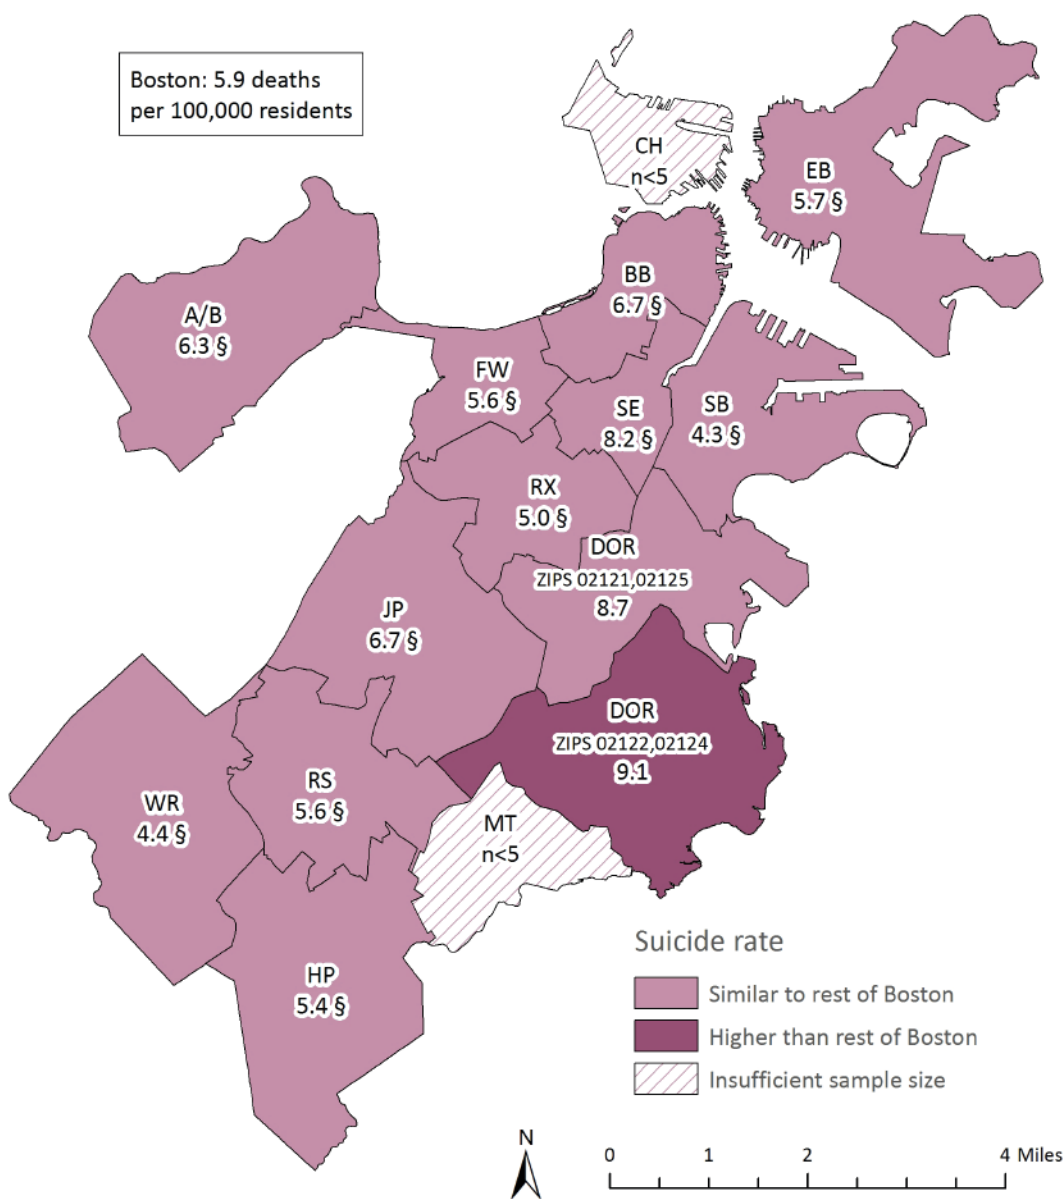 Boston: 5.9 deaths
per 100,000 residents
CH
n<5
EB
5.7 §
BB
6.7 §
A/B
6.3 §
FW
5.6 §
SE
8.2 §
SB
4.3 §
RX
5.0 §
DOR
ZIPS 02121,02125
8.7
JP
6.7 §
DOR
ZIPS 02122,02124
9.1
RS
5.6 §
WR
4.4 §
MT
n<5
HP
5.4 §
Suicide rate
Similar to rest of Boston
Higher than rest of Boston
Insufficient sample size
N
0 1 2 4 Miles